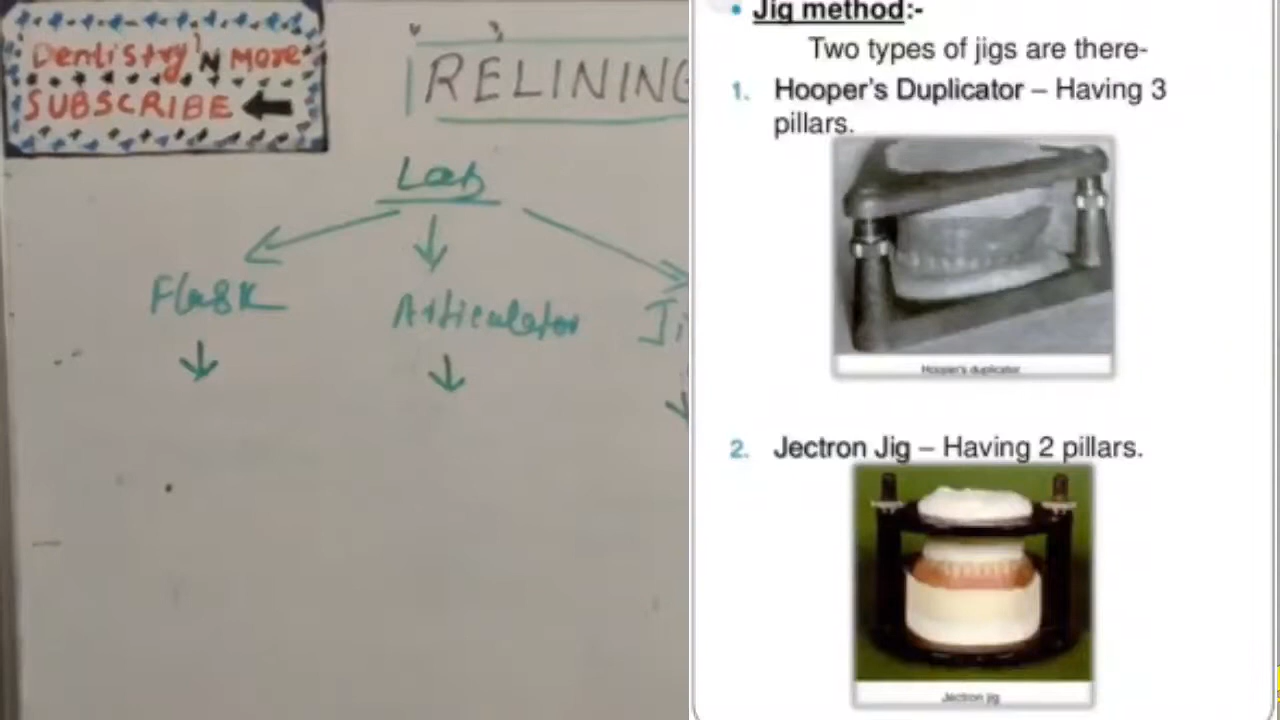 Dentistry 'N More
SUBSCRIBE
RELINING
Lab
Flask
Articulator
Ji
• Jig method:-
Two types of jigs are there-
1. Hooper's Duplicator – Having 3
pillars.
Hooper's duplicator
2. Jectron Jig – Having 2 pillars.
Jectron jig